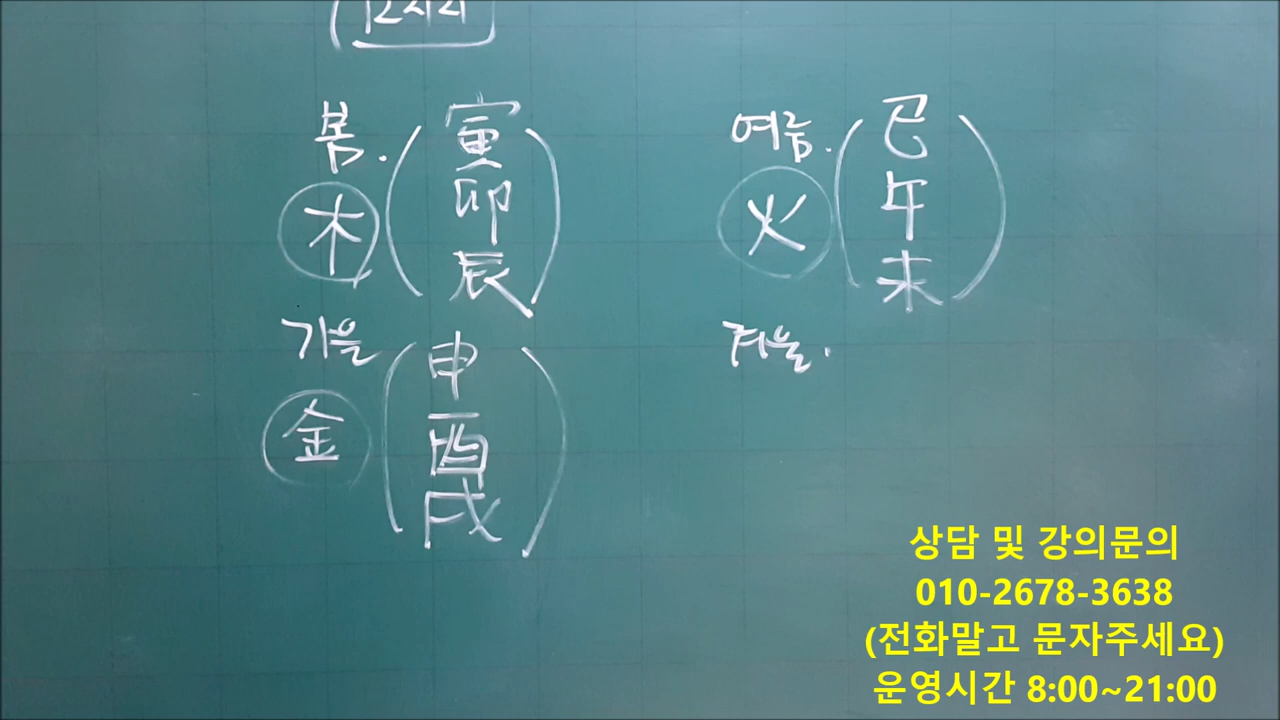 12지지
봄.
木
寅
卯
辰
여름.
火
巳
午
未
가을
金
申
酉
戌
겨울.
상담 및 강의문의
010-2678-3638
(전화말고 문자주세요)
운영시간 8:00~21:00